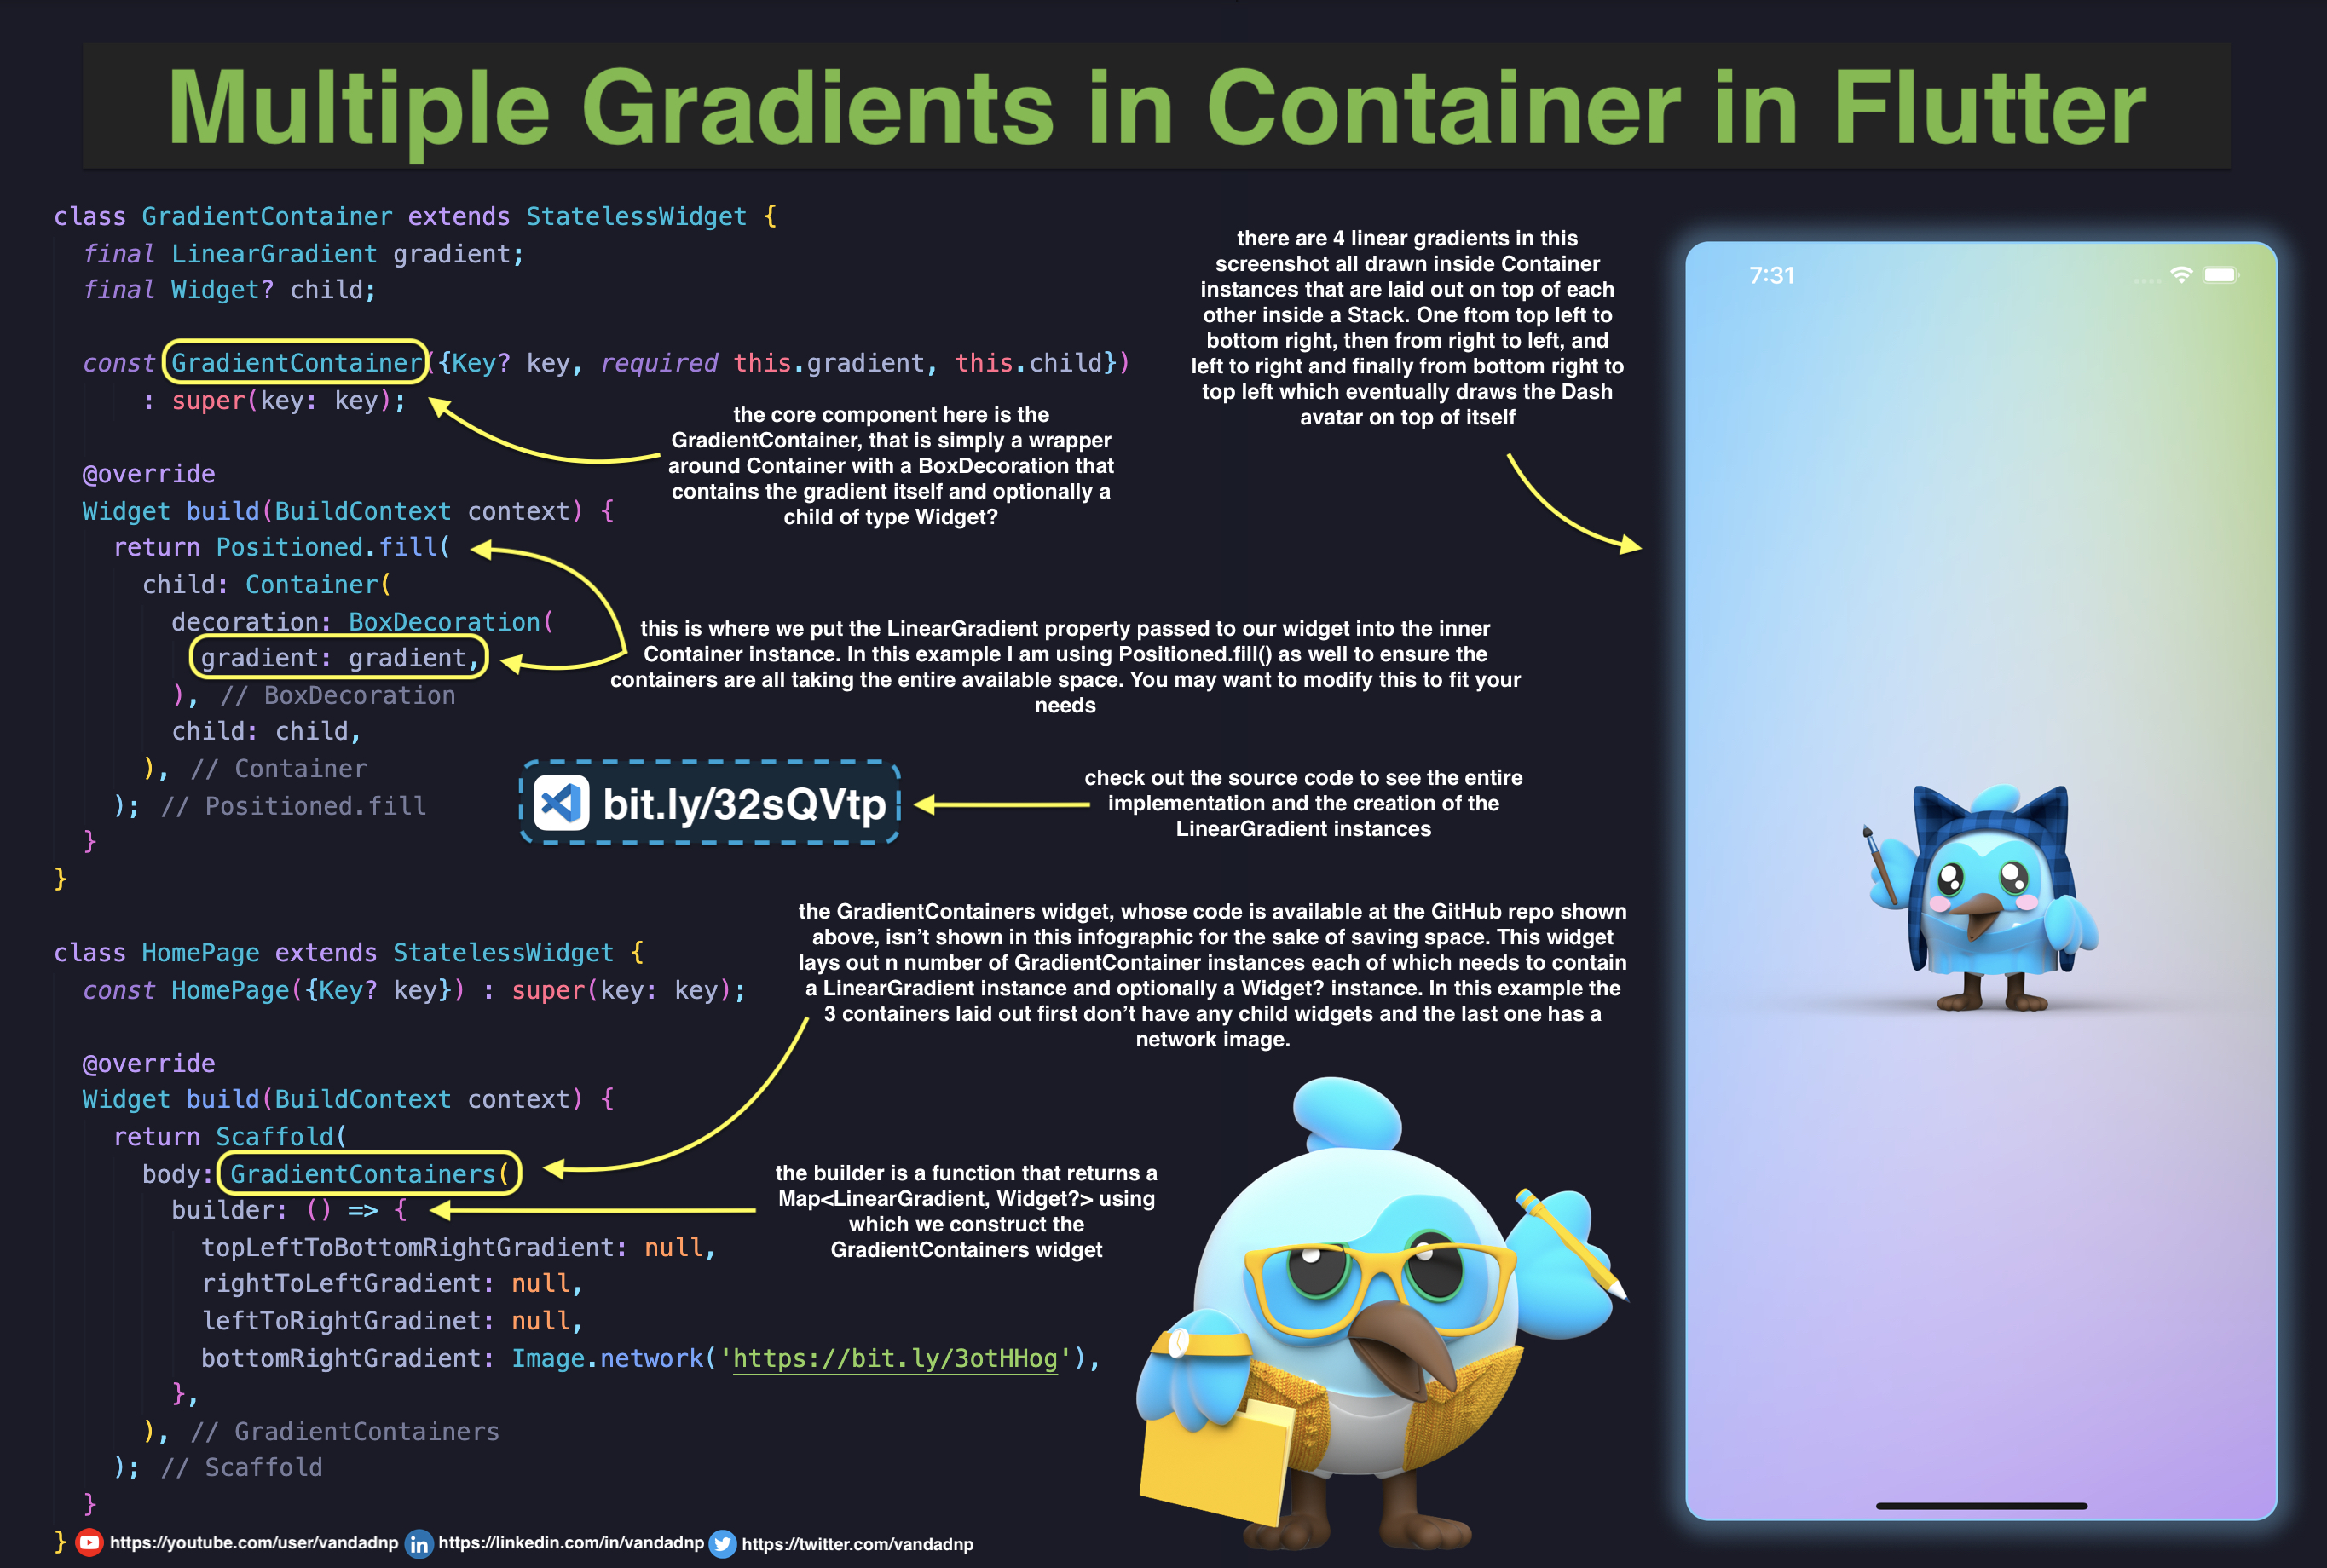 Multiple Gradients in Container in Flutter
class GradientContainer extends StatelessWidget {
final LinearGradient gradient;
final Widget? child;
const GradientContainer({Key? key, required this.gradient, this.child})
: super(key: key);
@override
Widget build(BuildContext context) {
return Positioned.fill(
child: Container(
decoration: BoxDecoration(
gradient: gradient,
), // BoxDecoration
child: child,
), // Container
); // Positioned.fill
}
}
the core component here is the
GradientContainer, that is simply a wrapper
around Container with a BoxDecoration that
contains the gradient itself and optionally a
child of type Widget?
there are 4 linear gradients in this
screenshot all drawn inside Container
instances that are laid out on top of each
other inside a Stack. One ftom top left to
bottom right, then from right to left, and
left to right and finally from bottom right to
top left which eventually draws the Dash
avatar on top of itself
this is where we put the LinearGradient property passed to our widget into the inner
Container instance. In this example I am using Positioned.fill() as well to ensure the
containers are all taking the entire available space. You may want to modify this to fit your
needs
bit.ly/32sQVtp
check out the source code to see the entire
implementation and the creation of the
LinearGradient instances
the GradientContainers widget, whose code is available at the GitHub repo shown
above, isn't shown in this infographic for the sake of saving space. This widget
lays out n number of GradientContainer instances each of which needs to contain
a LinearGradient instance and optionally a Widget? instance. In this example the
3 containers laid out first don't have any child widgets and the last one has a
network image.
class HomePage extends StatelessWidget {
const HomePage({Key? key}) : super(key: key);
@override
Widget build(BuildContext context) {
return Scaffold(
body: GradientContainers(
builder: () => {
topLeftToBottomRightGradient: null,
rightToLeftGradient: null,
leftToRightGradinet: null,
bottomRightGradient: Image.network('https://bit.ly/3otHHog'),
},
), // GradientContainers
); // Scaffold
}
}
the builder is a function that returns a
Map<LinearGradient, Widget?> using
which we construct the
GradientContainers widget
7:31
https://youtube.com/user/vandadnp
in https://linkedin.com/in/vandadnp
https://twitter.com/vandadnp